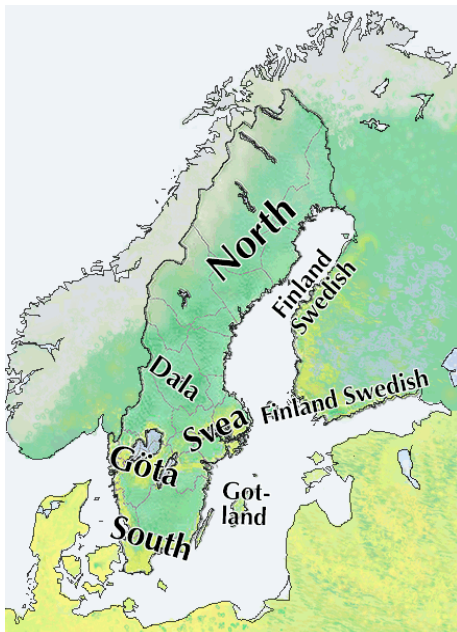 North
Finland
Swedish
Dala
Finland Swedish
Svea
Göta
Got-
land
South